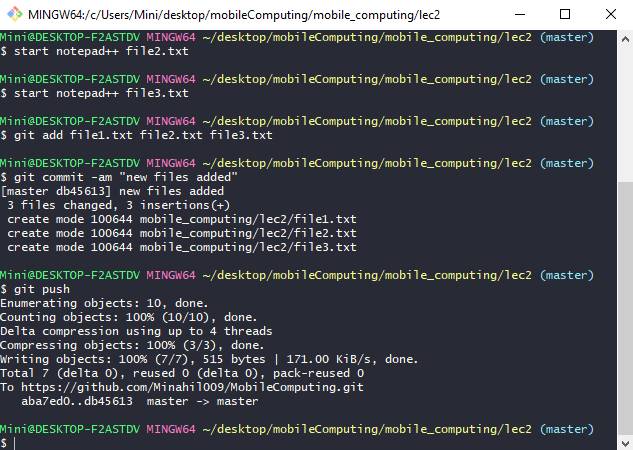 MINGW64:/c/Users/Mini/desktop/mobileComputing/mobile_computing/lec2
Mini@DESKTOP-F2ASTDV MINGW64 ~/desktop/mobileComputing/mobile_computing/lec2 (master)
$ start notepad++ file2.txt
Mini@DESKTOP-F2ASTDV MINGW64 ~/desktop/mobileComputing/mobile_computing/lec2 (master)
$ start notepad++ file3.txt
Mini@DESKTOP-F2ASTDV MINGW64 ~/desktop/mobileComputing/mobile_computing/lec2 (master)
$ git add file1.txt file2.txt file3.txt
Mini@DESKTOP-F2ASTDV MINGW64 ~/desktop/mobileComputing/mobile_computing/lec2 (master)
$ git commit -am "new files added"
[master db45613] new files added
 3 files changed, 3 insertions(+)
 create mode 100644 mobile_computing/lec2/file1.txt
 create mode 100644 mobile_computing/lec2/file2.txt
 create mode 100644 mobile_computing/lec2/file3.txt
Mini@DESKTOP-F2ASTDV MINGW64 ~/desktop/mobileComputing/mobile_computing/lec2 (master)
$ git push
Enumerating objects: 10, done.
Counting objects: 100% (10/10), done.
Delta compression using up to 4 threads
Compressing objects: 100% (3/3), done.
Writing objects: 100% (7/7), 515 bytes | 171.00 KiB/s, done.
Total 7 (delta 0), reused 0 (delta 0), pack-reused 0
To https://github.com/Minahil009/MobileComputing.git
   aba7ed0..db45613  master -> master
Mini@DESKTOP-F2ASTDV MINGW64 ~/desktop/mobileComputing/mobile_computing/lec2 (master)
$